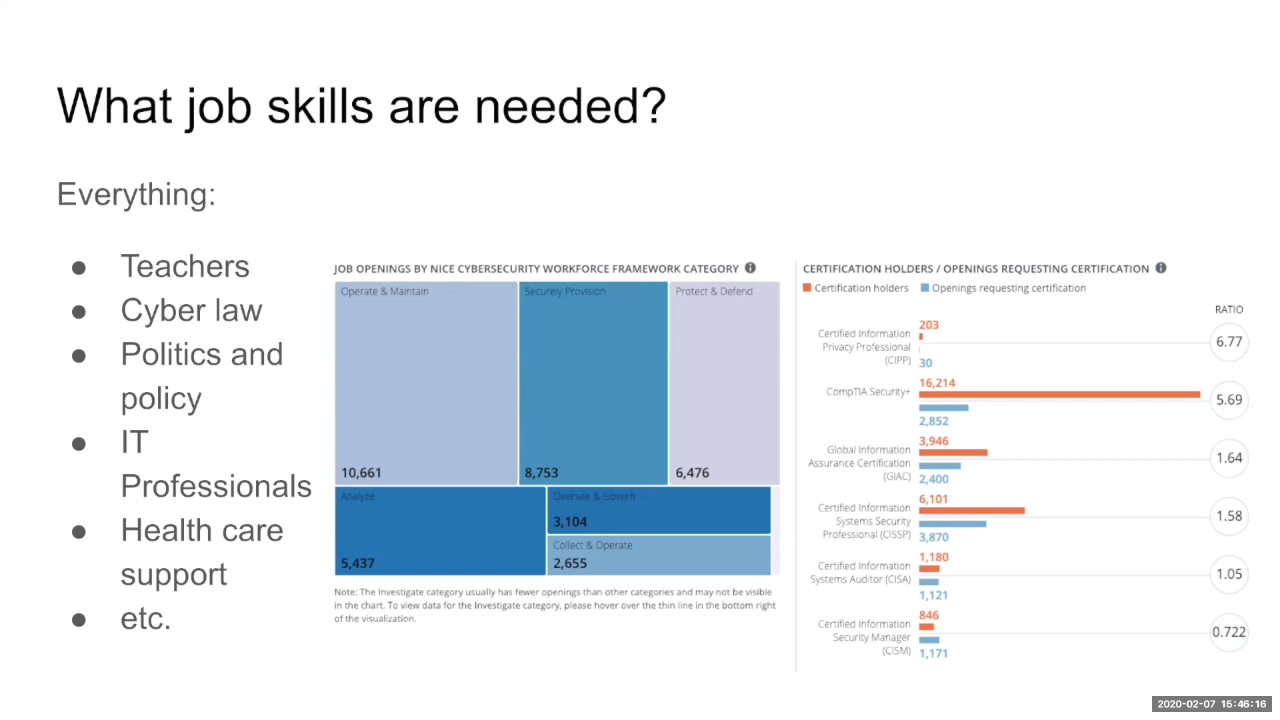 What job skills are needed?
Everything:
● Teachers
● Cyber law
● Politics and
policy
● IT
Professionals
● Health care
support
● etc.
JOB OPENINGS BY NICE CYBERSECURITY WORKFORCE FRAMEWORK CATEGORY
Operate & Maintain
10,661
Securely Provision
8,753
Protect & Defend
6,476
Analyze
5,437
Oversee & Govern
3,104
Collect & Operate
2,655
Note: The Investigate category usually has fewer openings than other categories and may not be visible
in the chart. To view data for the Investigate category, please hover over the thin line in the bottom right
of the visualization.
CERTIFICATION HOLDERS / OPENINGS REQUESTING CERTIFICATION
Certification holders
Openings requesting certification
RATIO
Certified Information
Privacy Professional
(CIPP)
203
30
6.77
CompTIA Security+
16,214
2,852
5.69
Global Information
Assurance Certification
(GIAC)
3,946
2,400
1.64
Certified Information
Systems Security
Professional (CISSP)
6,101
3,870
1.58
Certified Information
Systems Auditor (CISA)
1,180
1,121
1.05
Certified Information
Security Manager
(CISM)
846
1,171
0.722
2020-02-07 15:46:16